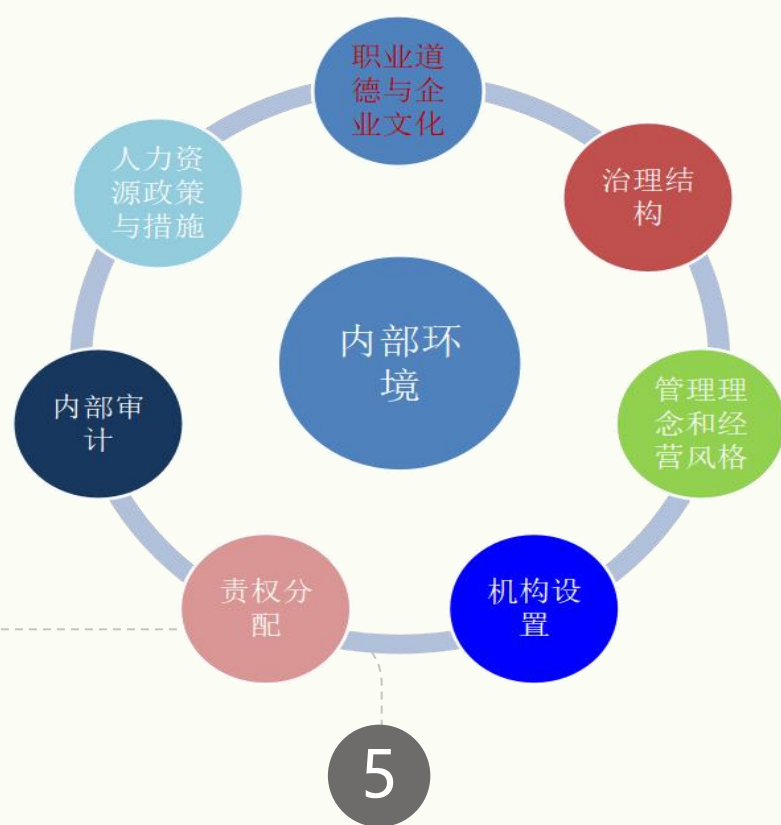 职业道
德与企
业文化
人力资
源政策
与措施
治理结
构
内部环
境
管理理
念和经
营风格
内部审
计
责权分
配
机构设
置
5